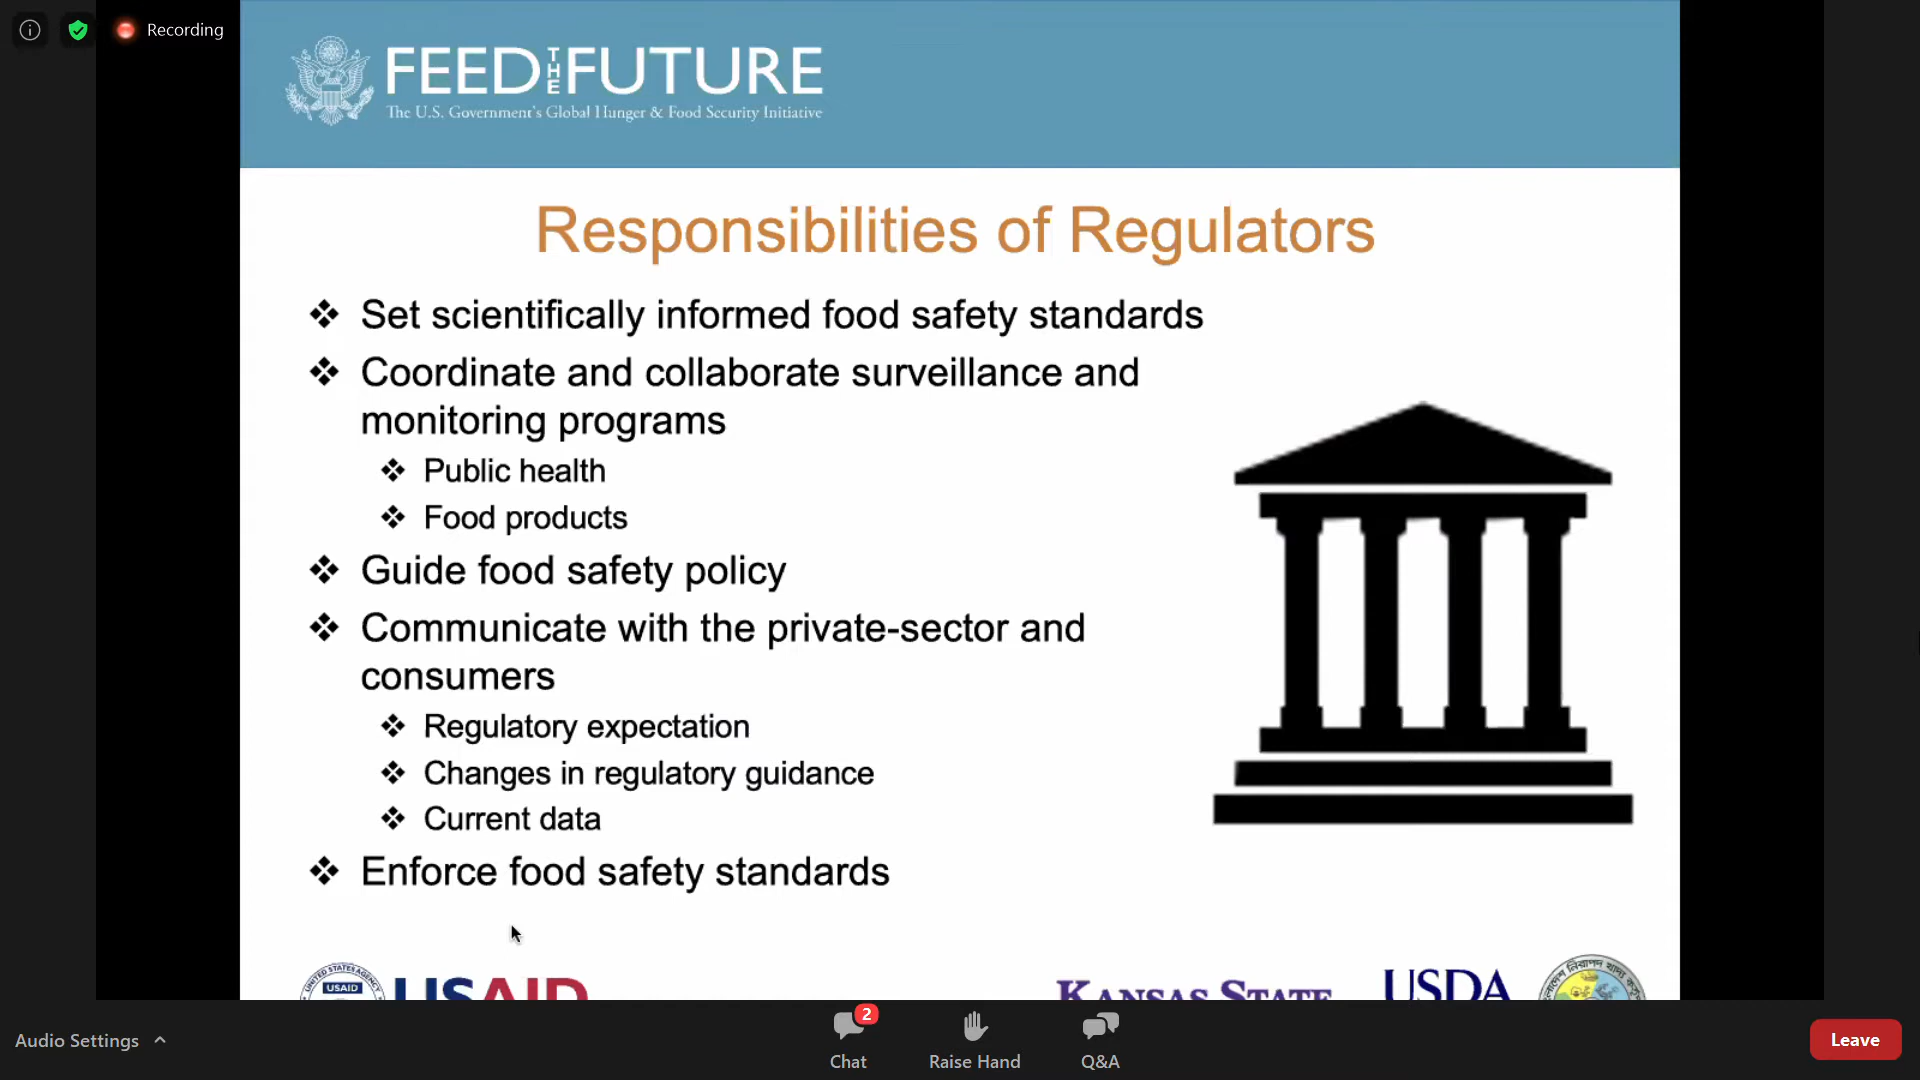 Recording
FEED THE FUTURE
The U.S. Government's Global Hunger & Food Security Initiative
Responsibilities of Regulators
❖ Set scientifically informed food safety standards
❖ Coordinate and collaborate surveillance and
monitoring programs
❖ Public health
❖ Food products
❖ Guide food safety policy
❖ Communicate with the private-sector and
consumers
❖ Regulatory expectation
❖ Changes in regulatory guidance
❖ Current data
❖ Enforce food safety standards
UNITED STATES AGENCY
USAID
USAID
KANSAS STATE
USDA
নিরাপদ খাদ্য
Audio Settings
2
Chat
Raise Hand
Q&A
Leave